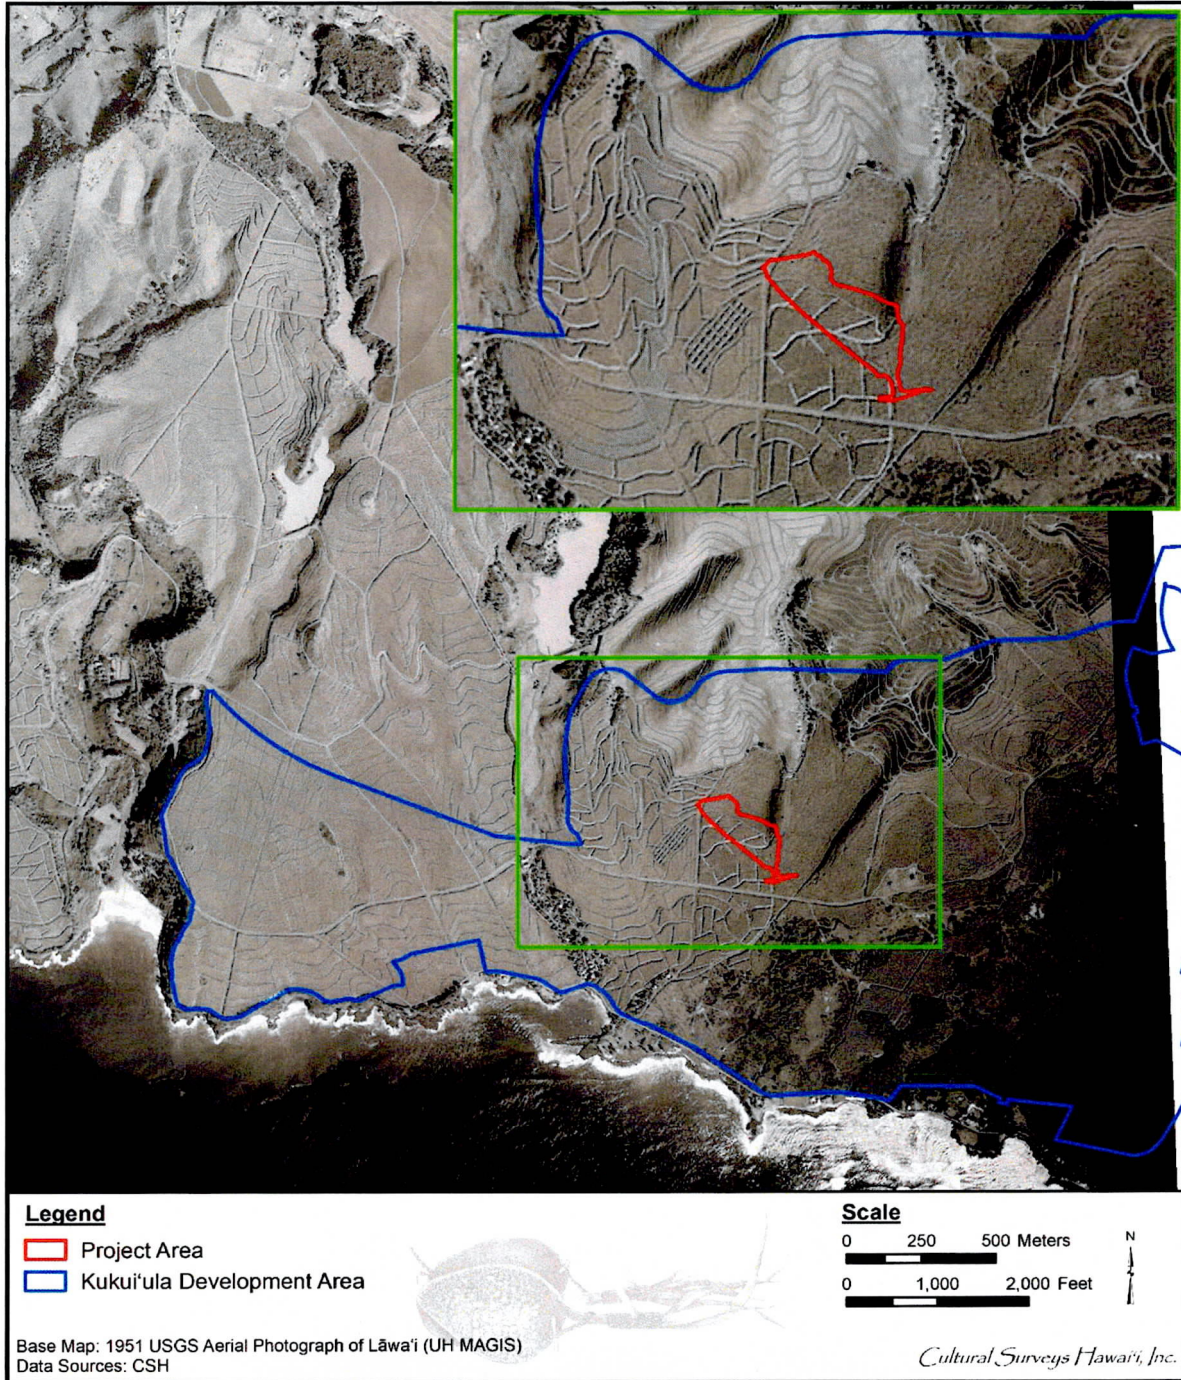 Legend
Project Area
Kukui‘ula Development Area
Base Map: 1951 USGS Aerial Photograph of Lāwa‘i (UH MAGIS)
Data Sources: CSH
Scale
0 250 500 Meters
0 1,000 2,000 Feet
N
Cultural Surveys Hawai‘i, Inc.